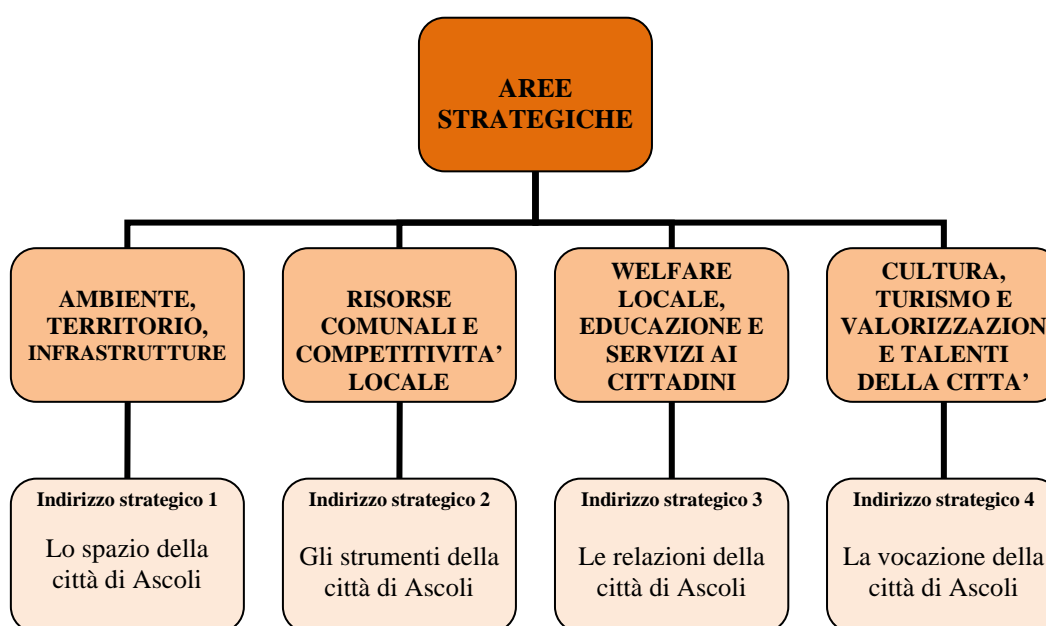 AREE
STRATEGICHE
AMBIENTE,
TERRITORIO,
INFRASTRUTTURE
RISORSE
COMUNALI E
COMPETITIVITA’
LOCALE
WELFARE
LOCALE,
EDUCAZIONE E
SERVIZI AI
CITTADINI
CULTURA,
TURISMO E
VALORIZZAZION
E TALENTI
DELLA CITTA’
Indirizzo strategico 1
Lo spazio della
città di Ascoli
Indirizzo strategico 2
Gli strumenti della
città di Ascoli
Indirizzo strategico 3
Le relazioni della
città di Ascoli
Indirizzo strategico 4
La vocazione della
città di Ascoli